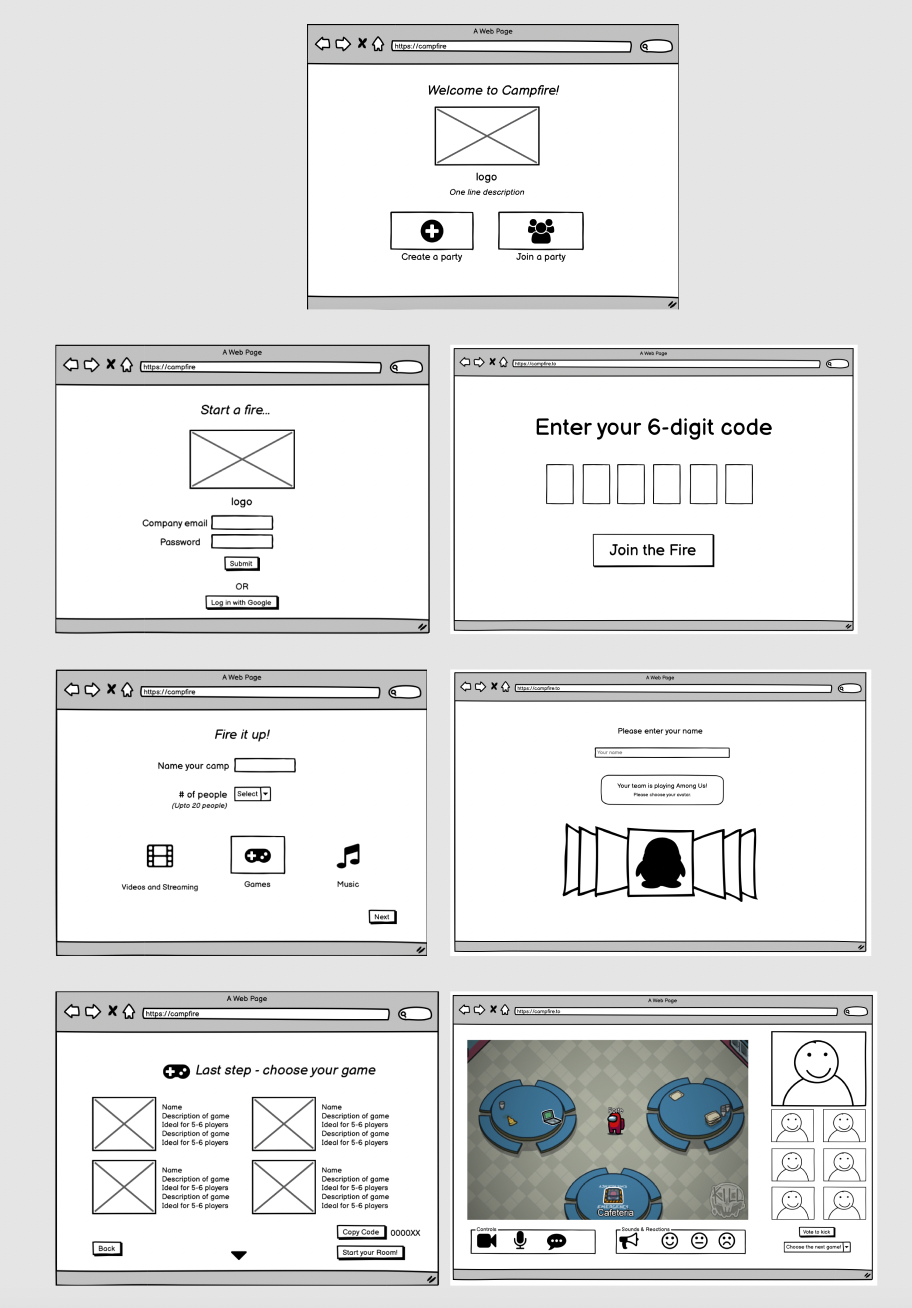 A Web Page
https://campfire
Welcome to Campfire!
logo
One line description
Create a party
Join a party
A Web Page
https://campfire
Start a fire...
logo
Company email
Password
Submit
OR
Log in with Google
A Web Page
https://campfire.to
Enter your 6-digit code
Join the Fire
A Web Page
https://campfire
Fire it up!
Name your camp
# of people
Select
(Upto 20 people)
Videos and Streaming
Games
Music
Next
A Web Page
https://campfire.to
Please enter your name
Your name
Your team is playing Among Us!
Please choose your avatar.
A Web Page
https://campfire
Last step - choose your game
Name
Description of game
Ideal for 5-6 players
Description of game
Ideal for 5-6 players
Name
Description of game
Ideal for 5-6 players
Description of game
Ideal for 5-6 players
Name
Description of game
Ideal for 5-6 players
Description of game
Ideal for 5-6 players
Name
Description of game
Ideal for 5-6 players
Description of game
Ideal for 5-6 players
Copy Code
0000XX
Back
Start your Room!
A Web Page
https://campfire.to
EMERGENCY
Cafeteria
KILL
Controls
Sounds & Reactions
Vote to kick
Choose the next game!